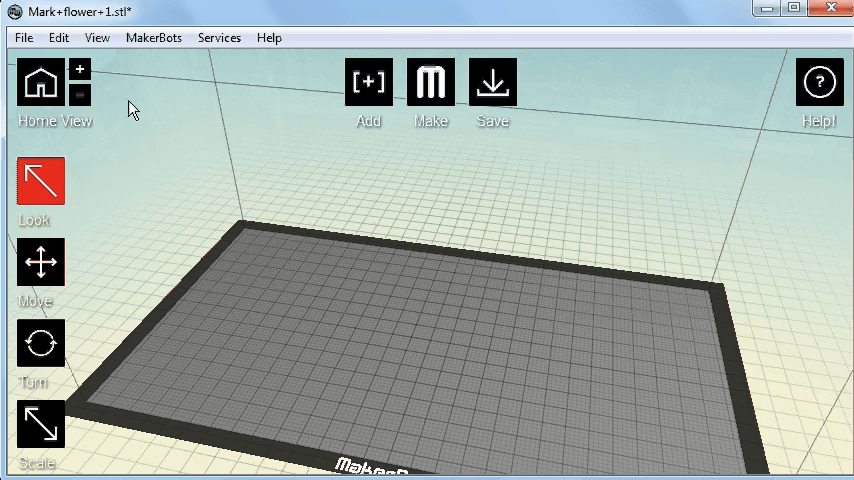 Mark+flower+1.stl*
File Edit View MakerBots Services Help
Home View
Add
Make
Save
Help!
Look
Move
Turn
Scale